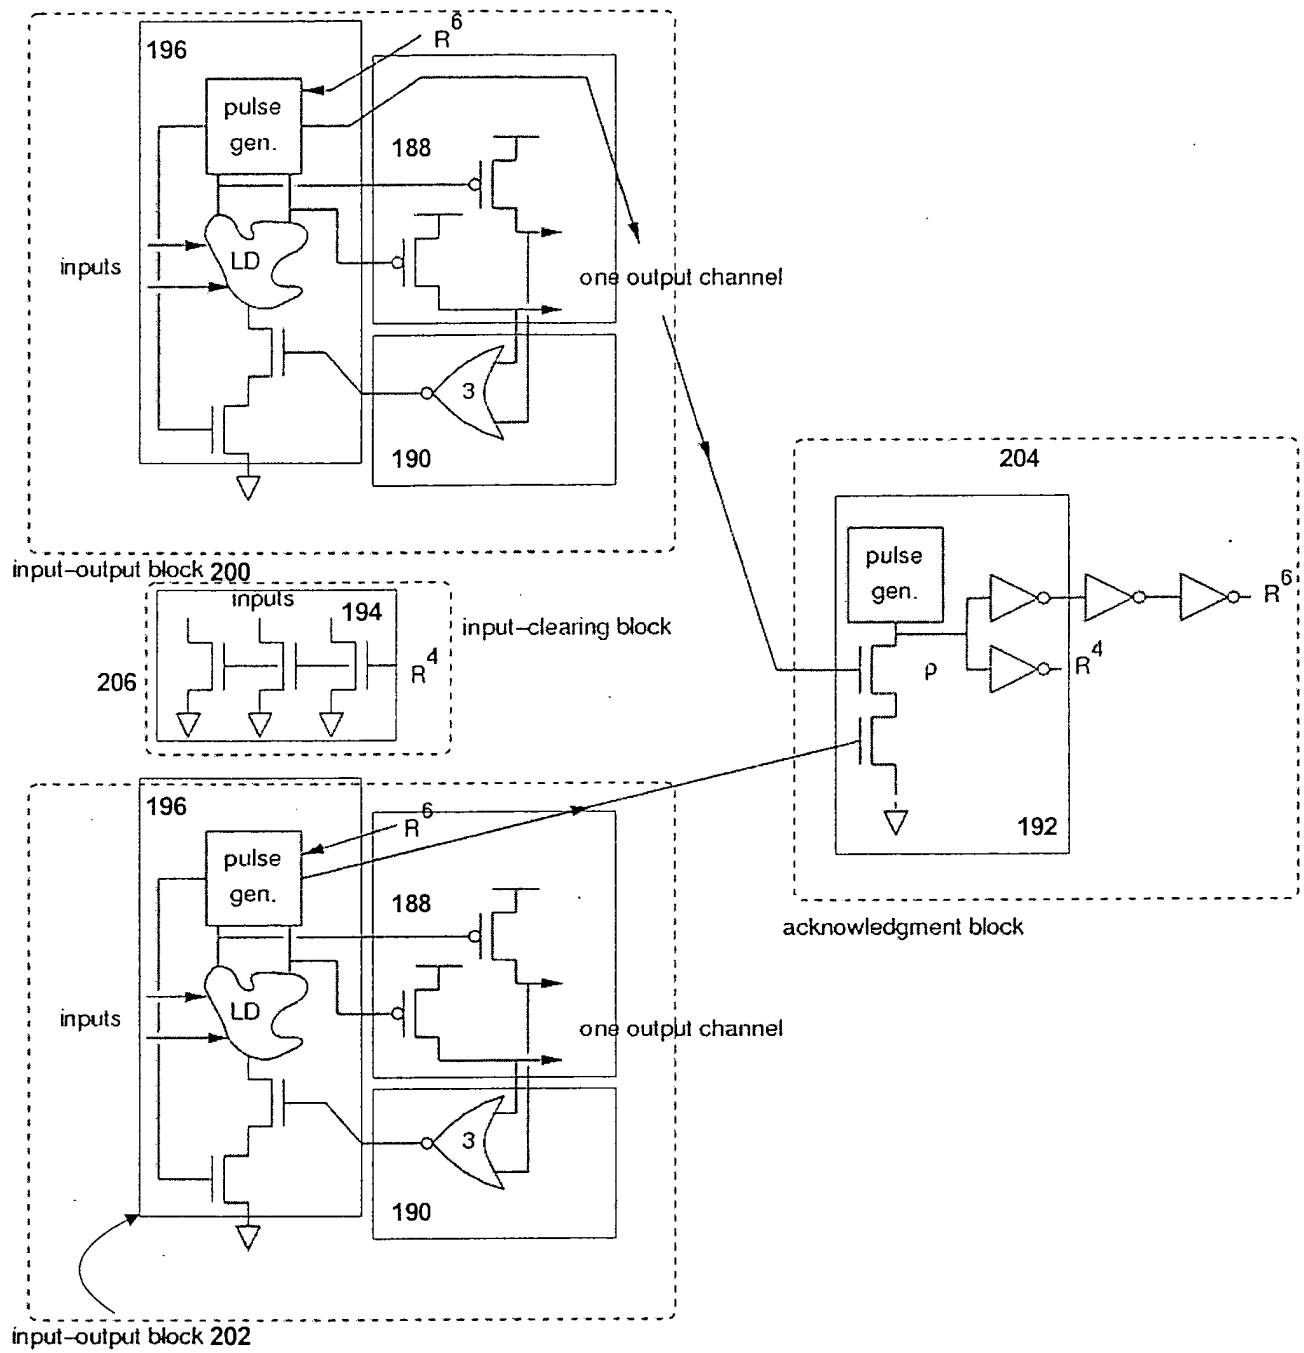 196
R6
pulse
gen.
188
LD
inputs
one output channel
3
190
input-output block 200
inputs
194
R4
206
input-clearing block
204
pulse
gen.
R6
R4
ρ
192
acknowledgment block
196
R6
pulse
gen.
188
LD
inputs
one output channel
3
190
input-output block 202